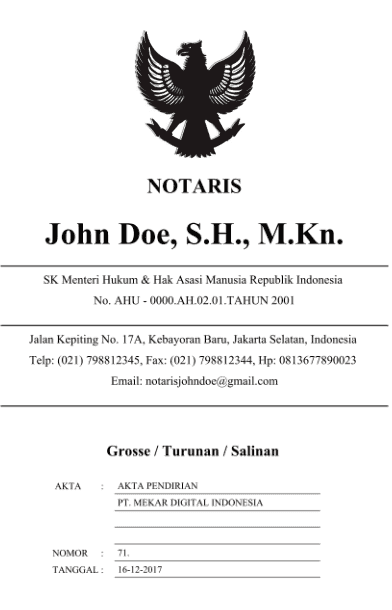 NOTARIS
John Doe, S.H., M.Kn.
SK Menteri Hukum & Hak Asasi Manusia Republik Indonesia
No. AHU - 0000.AH.02.01.TAHUN 2001
Jalan Kepiting No. 17A, Kebayoran Baru, Jakarta Selatan, Indonesia
Telp: (021) 798812345, Fax: (021) 798812344, Hp: 0813677890023
Email: notarisjohndoe@gmail.com
Grosse / Turunan / Salinan
AKTA : AKTA PENDIRIAN
PT. MEKAR DIGITAL INDONESIA
NOMOR : 71.
TANGGAL : 16-12-2017